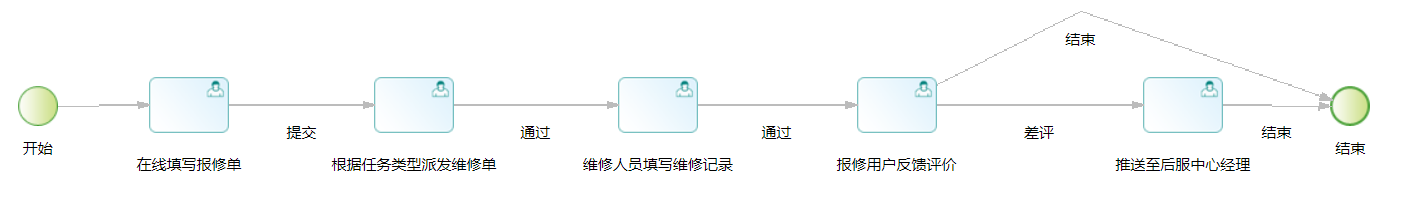 开始
在线填写报修单
提交
根据任务类型派发维修单
通过
维修人员填写维修记录
通过
报修用户反馈评价
结束
差评
推送至后服中心经理
结束
结束